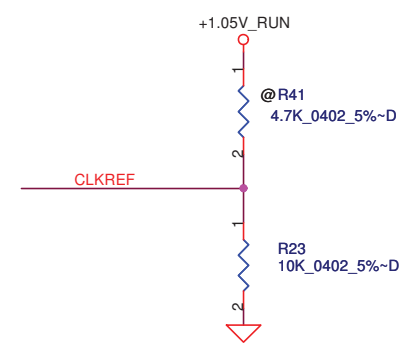 +1.05V_RUN
1
@R41
4.7K_0402_5%~D
2
CLKREF
1
R23
10K_0402_5%~D
2